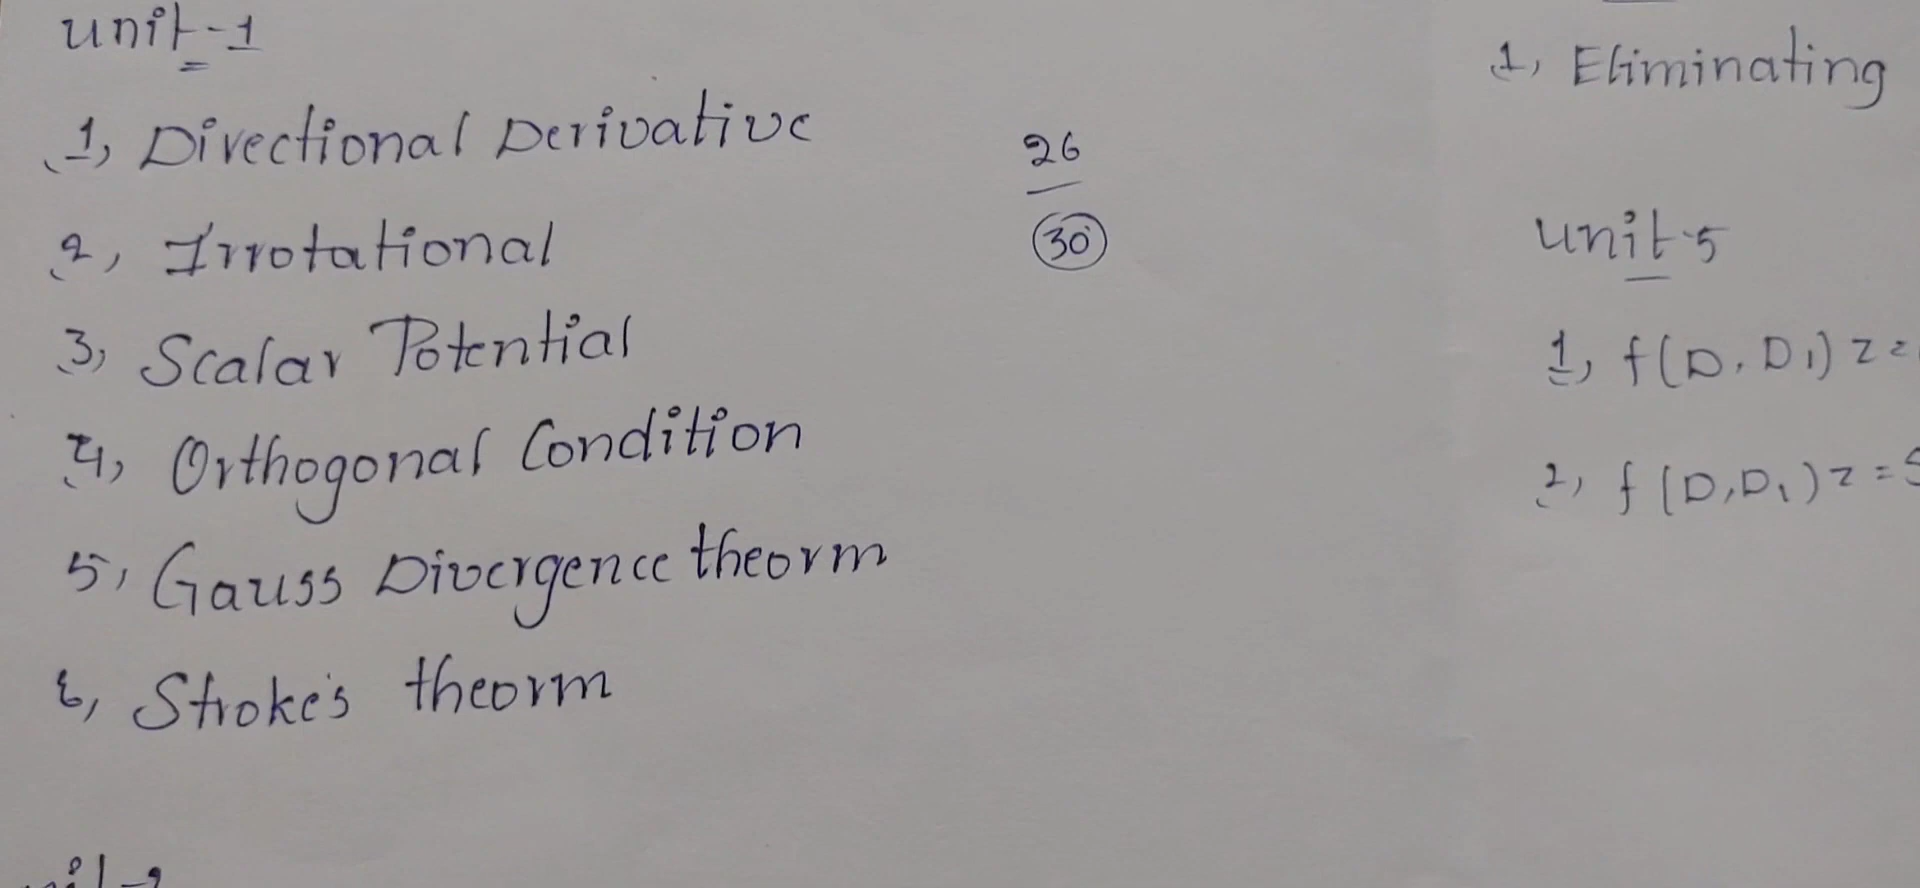 unit-1
1, Directional Derivative
2, Irrotational
3, Scalar Potential
4, Orthogonal Condition
5, Gauss Divergence theorm
6, Stroke's theorm
26
30
1, Eliminating
unit-5
1, f(D, D1) z =
2, f(D, D1) z =